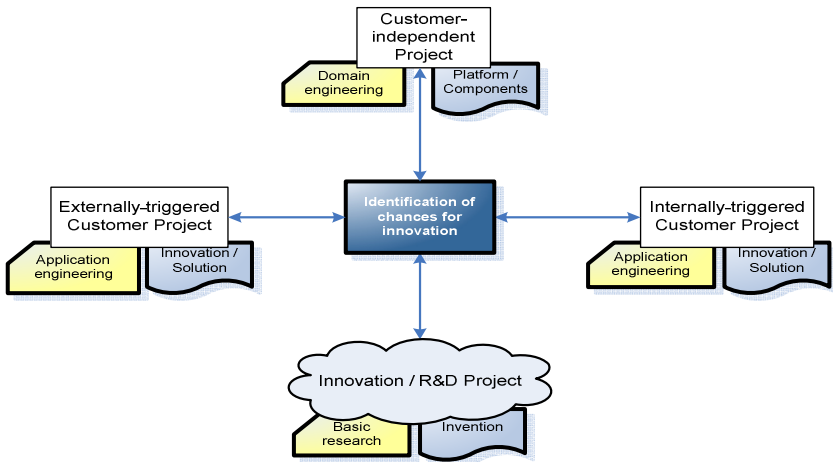 Customer-
independent
Project
Domain
engineering
Platform /
Components
Identification of
chances for
innovation
Externally-triggered
Customer Project
Application
engineering
Innovation /
Solution
Internally-triggered
Customer Project
Application
engineering
Innovation /
Solution
Innovation / R&D Project
Basic
research
Invention